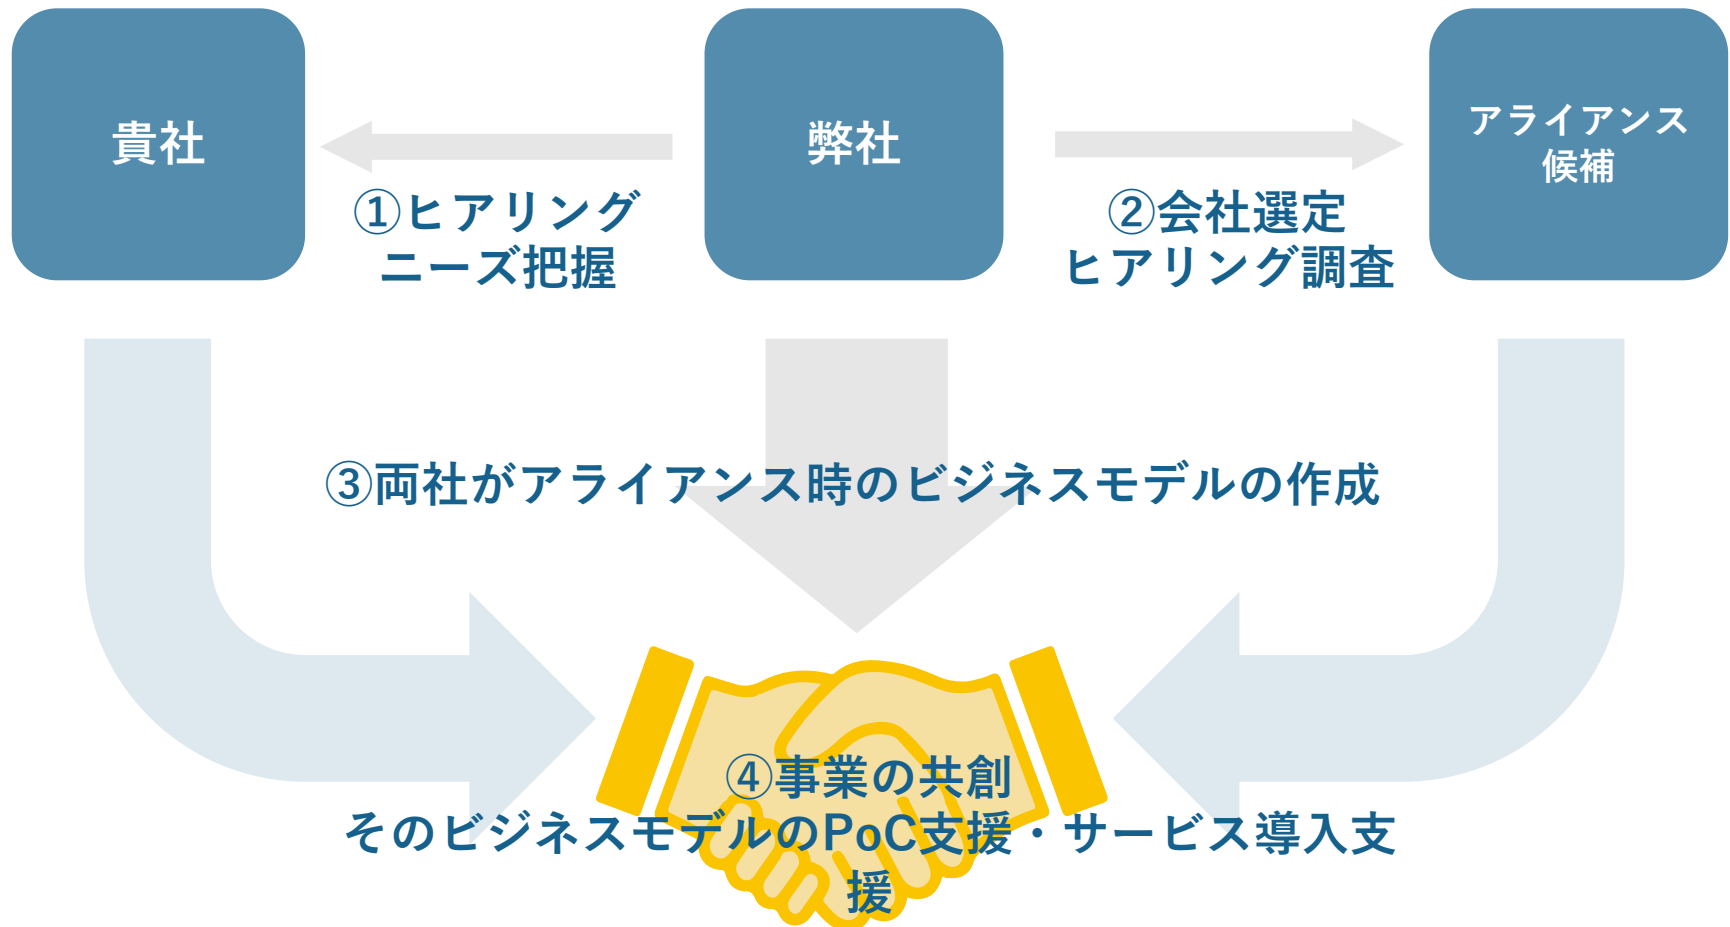 貴社
弊社
アライアンス
候補
①ヒアリング
ニーズ把握
②会社選定
ヒアリング調査
③両社がアライアンス時のビジネスモデルの作成
④事業の共創
そのビジネスモデルのPoC支援・サービス導入支
援